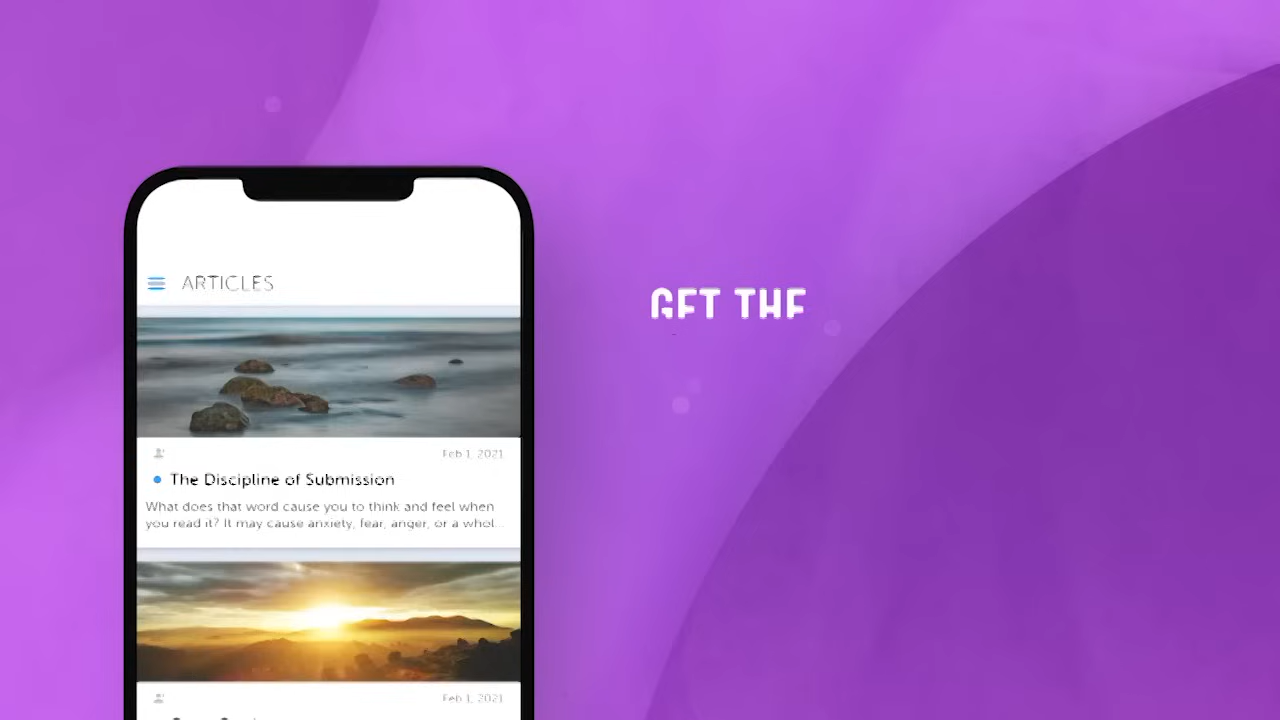 ARTICLES
Feb 1, 2021
The Discipline of Submission
What does that word cause you to think and feel when
you read it? It may cause anxiety, fear, anger, or a whol...
Feb 1, 2021
GET THE